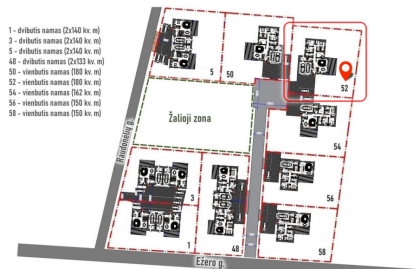 1 - dvibutis namas (2x140 kv. m)
3 - dvibutis namas (2x140 kv. m)
5 - dvibutis namas (2x140 kv. m)
48 - dvibutis namas (2x133 kv. m)
50 - vienbutis namas (180 kv. m)
52 - vienbutis namas (180 kv. m)
54 - vienbutis namas (162 kv. m)
56 - vienbutis namas (150 kv. m)
58 - vienbutis namas (150 kv. m)
5
50
52
Žalioji zona
Raudonėlių g.
54
3
56
1
48
58
Ežero g.